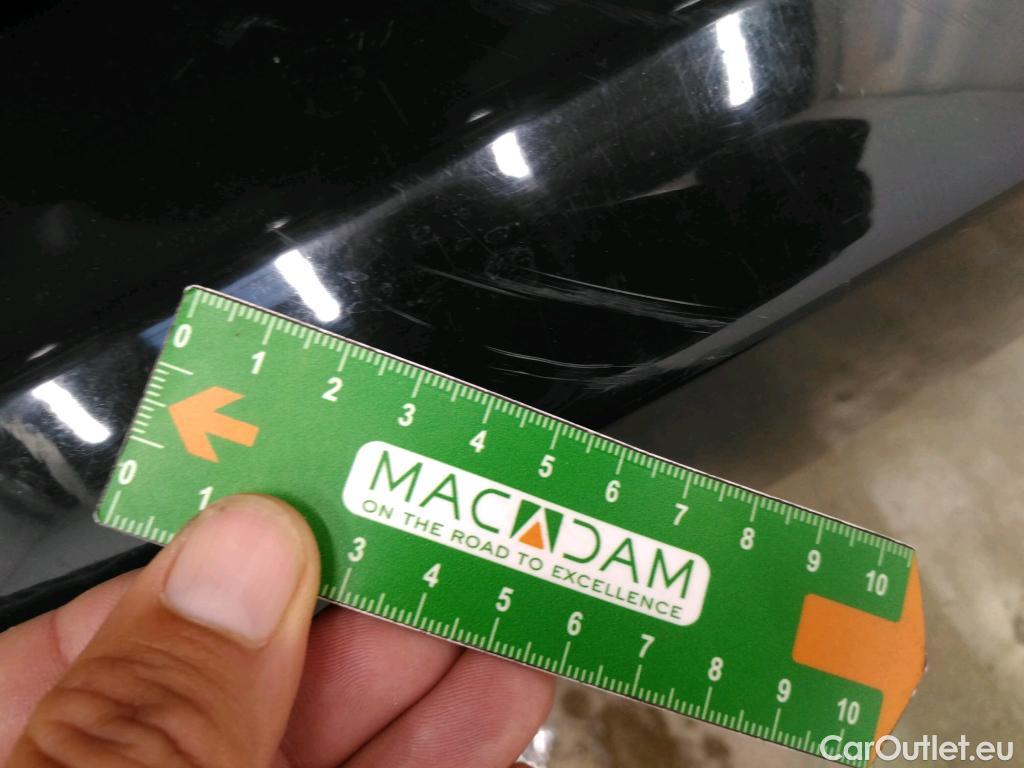 0 1 2 3 4 5 6 7 8 9 10
MACADAM
ON THE ROAD TO EXCELLENCE
0 1 3 4 5 6 7 8 9 10
CarOutlet.eu